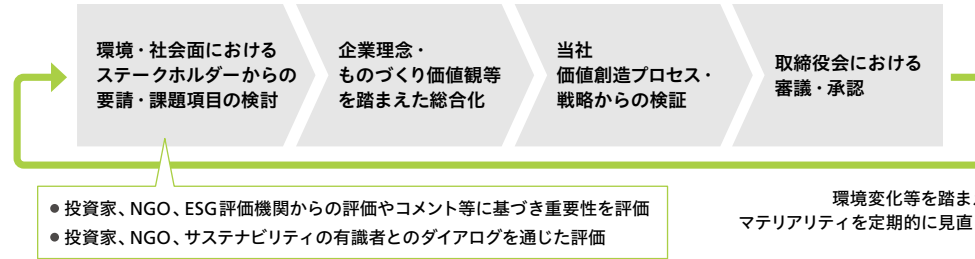 環境・社会面における
ステークホルダーからの
要請・課題項目の検討
企業理念・
ものづくり価値観等
を踏まえた総合化
当社
価値創造プロセス・
戦略からの検証
取締役会における
審議・承認
● 投資家、NGO、ESG評価機関からの評価やコメント等に基づき重要性を評価
● 投資家、NGO、サステナビリティの有識者とのダイアログを通じた評価
環境変化等を踏ま
マテリアリティを定期的に見直